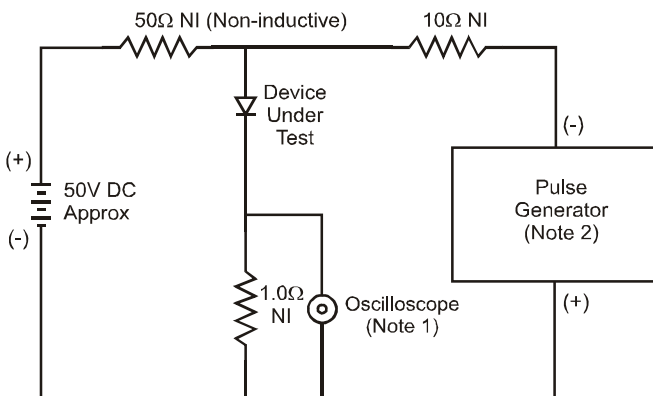 50Ω NI (Non-inductive)
10Ω NI
Device
Under
Test
(+)
50V DC
Approx
(-)
(-)
Pulse
Generator
(Note 2)
(+)
1.0Ω
NI
Oscilloscope
(Note 1)